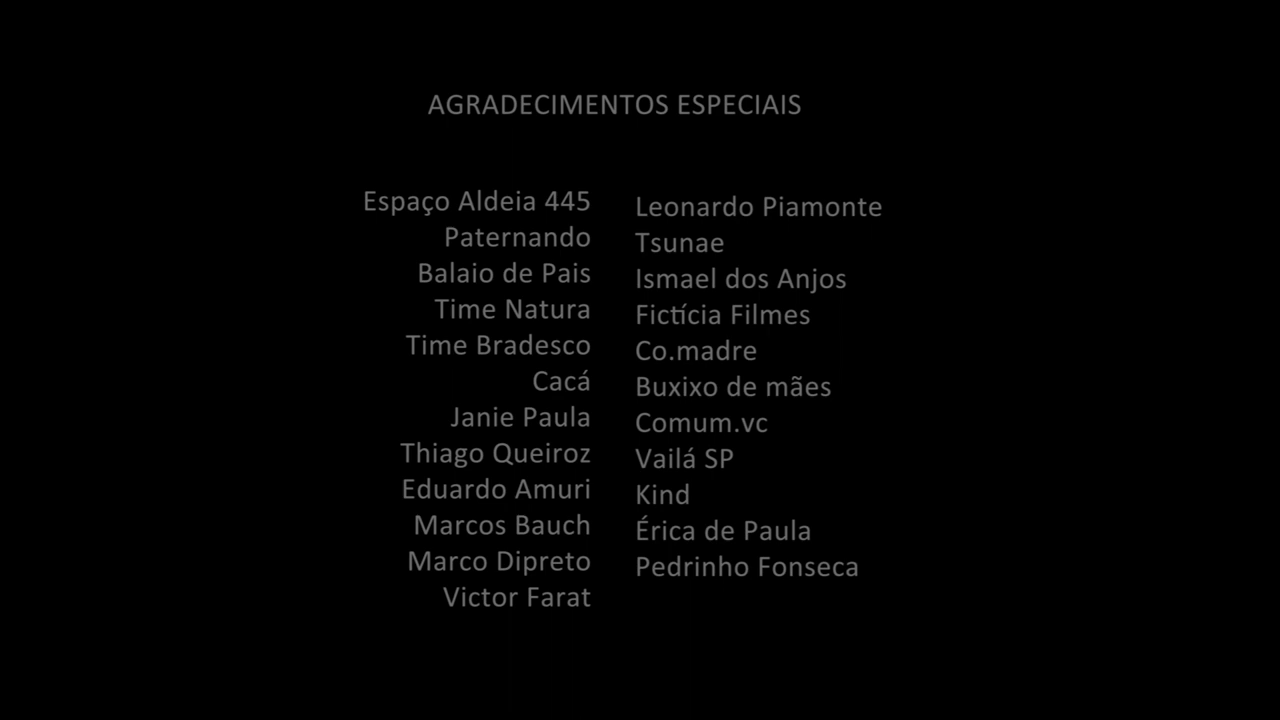 AGRADECIMENTOS ESPECIAIS
Espaço Aldeia 445
Paternando
Balaio de Pais
Time Natura
Time Bradesco
Cacá
Janie Paula
Thiago Queiroz
Eduardo Amuri
Marcos Bauch
Marco Dipreto
Victor Farat
Leonardo Piamonte
Tsunae
Ismael dos Anjos
Fictícia Filmes
Co.madre
Buxixo de mães
Comum.vc
Vailá SP
Kind
Érica de Paula
Pedrinho Fonseca